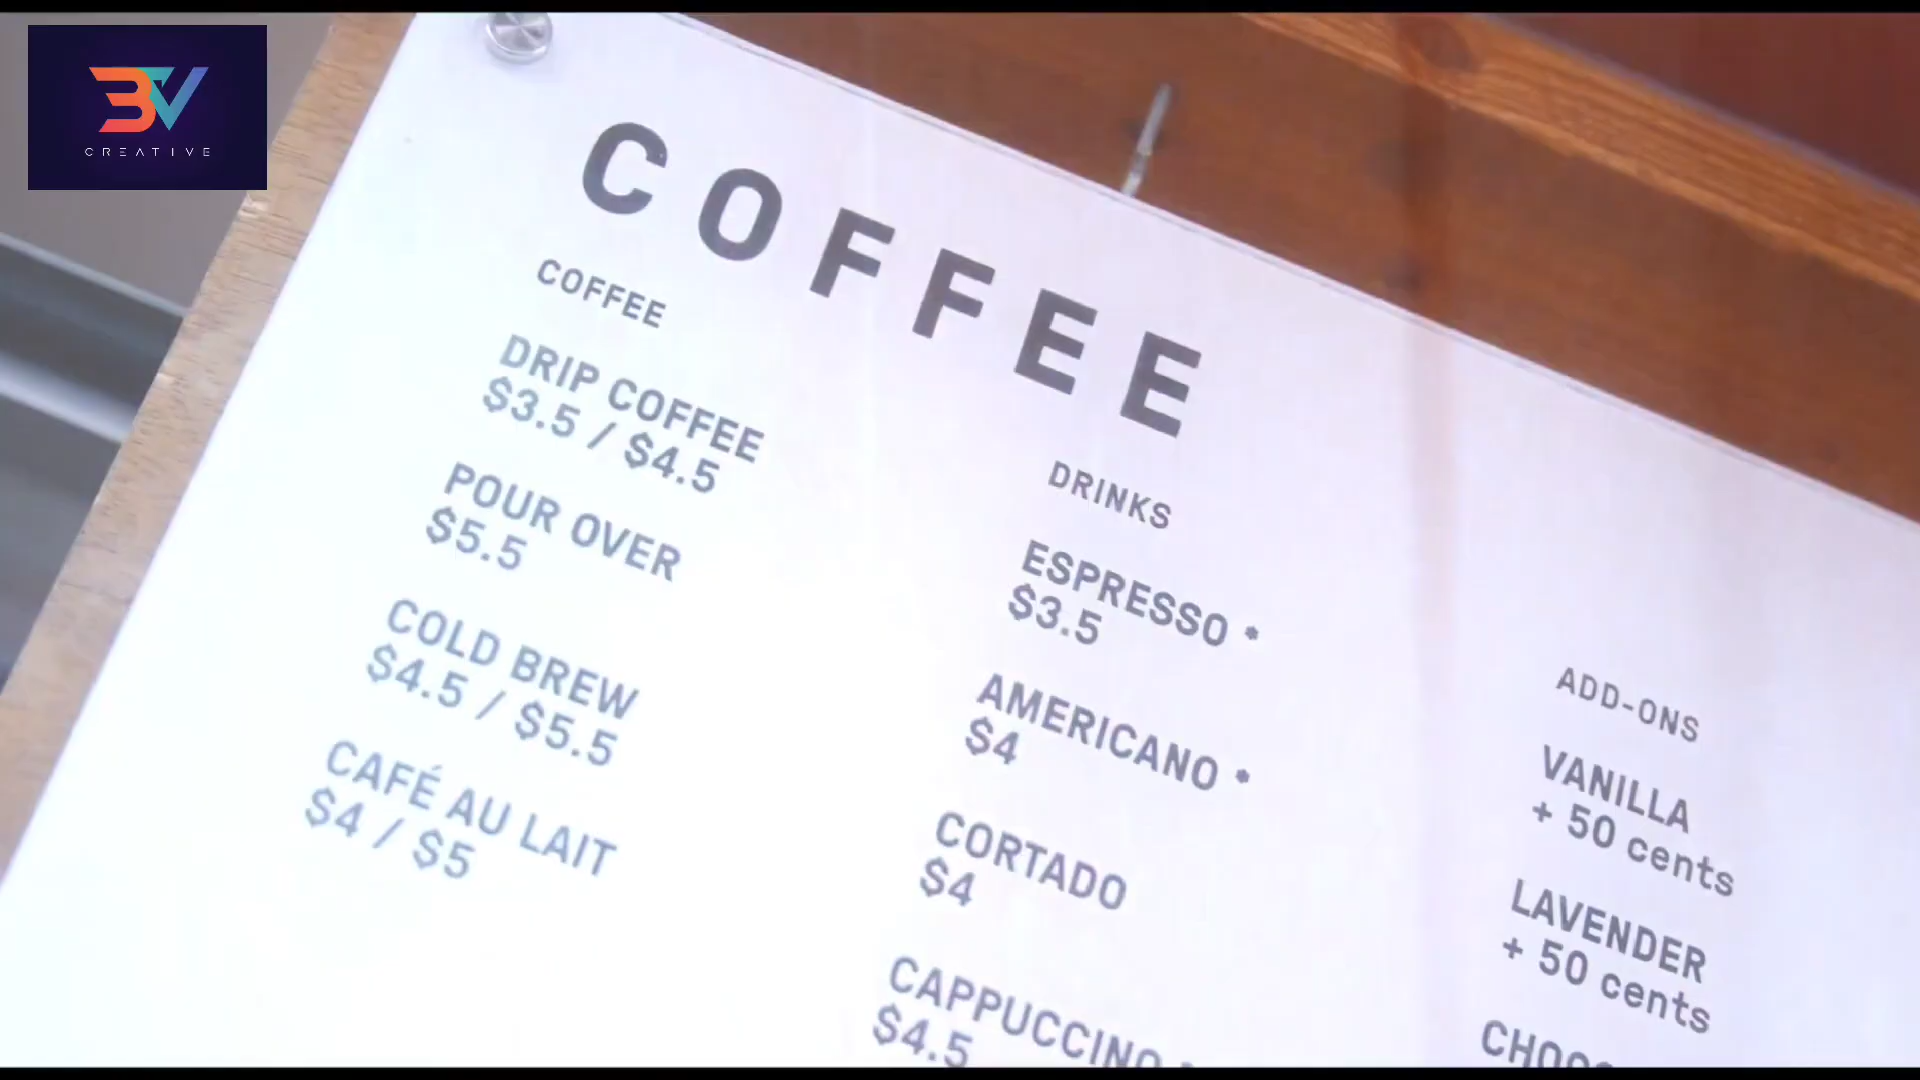 3V
CREATIVE
COFFEE
COFFEE
DRIP COFFEE
$3.5 / $4.5
POUR OVER
$5.5
COLD BREW
$4.5 / $5.5
CAFÉ AU LAIT
$4 / $5
DRINKS
ESPRESSO *
$3.5
AMERICANO *
$4
CORTADO
$4
CAPPUCCINO *
$4.5
ADD-ONS
VANILLA
+ 50 cents
LAVENDER
+ 50 cents